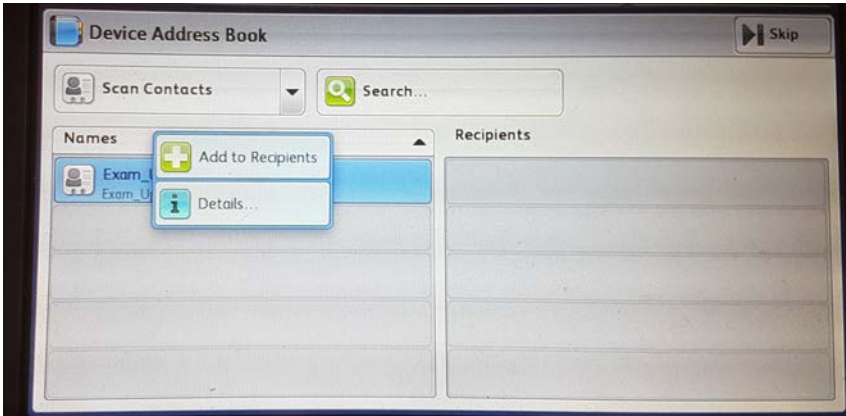 Device Address Book
Skip
Scan Contacts
Search...
Names
Recipients
Add to Recipients
Details...